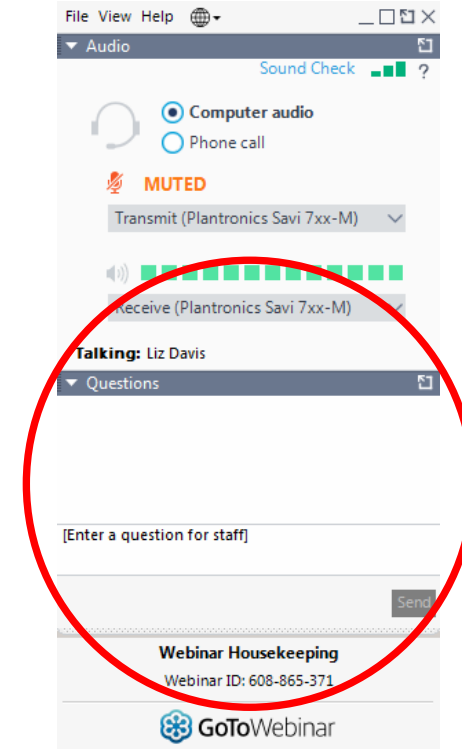 File View Help
Audio
Sound Check ?
Computer audio
Phone call
MUTED
Transmit (Plantronics Savi 7xx-M)
Receive (Plantronics Savi 7xx-M)
Talking: Liz Davis
Questions
[Enter a question for staff]
Send
Webinar Housekeeping
Webinar ID: 608-865-371
GoToWebinar